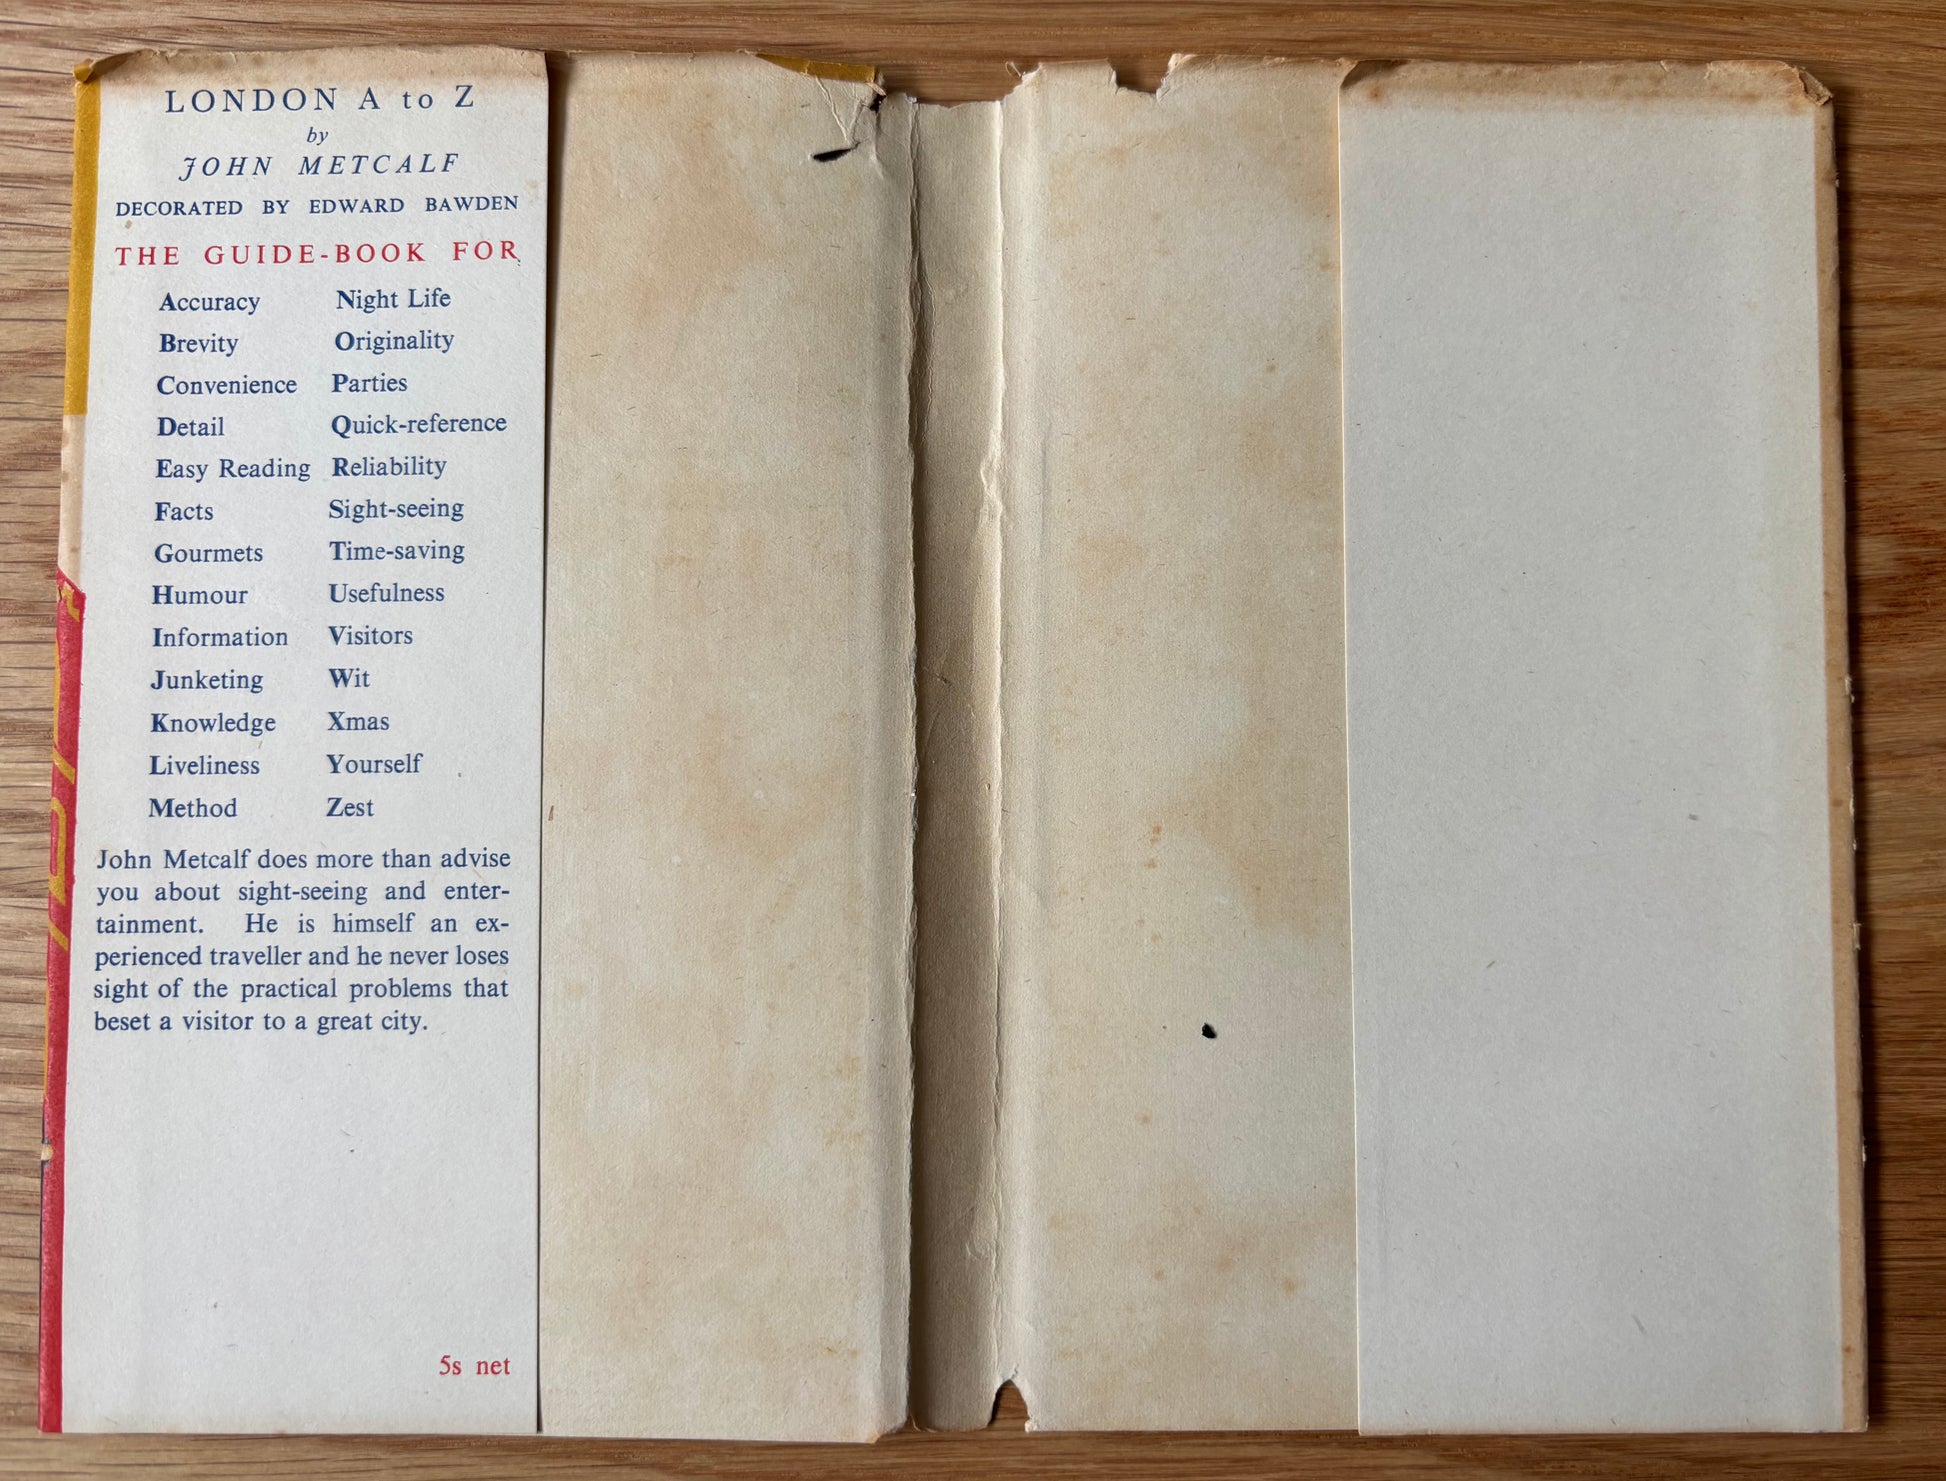 LONDON A to Z
by
JOHN METCALF
DECORATED BY EDWARD BAWDEN
THE GUIDE-BOOK FOR
Accuracy
Brevity
Convenience
Detail
Easy Reading
Facts
Gourmets
Humour
Information
Junketing
Knowledge
Liveliness
Method
Night Life
Originality
Parties
Quick-reference
Reliability
Sight-seeing
Time-saving
Usefulness
Visitors
Wit
Xmas
Yourself
Zest
John Metcalf does more than advise
you about sight-seeing and enter-
tainment. He is himself an ex-
perienced traveller and he never loses
sight of the practical problems that
beset a visitor to a great city.
5s net